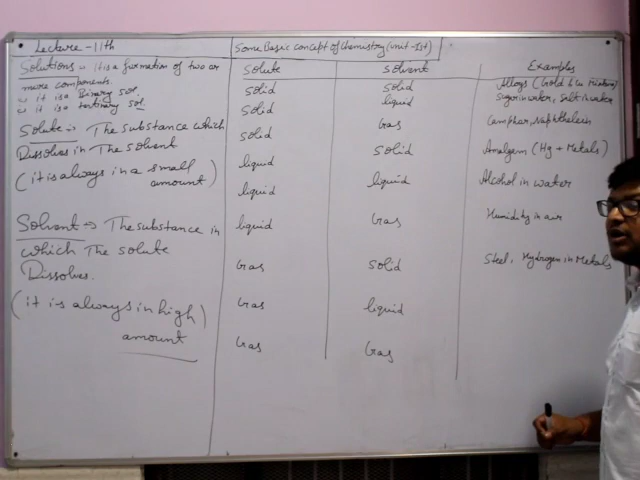 Lecture - 11th
Some Basic concept of Chemistry (unit - Ist)
Solutions - it is a formation of two or
more components.
it is a Binary sol.
it is a tertinary sol.
Solute :- The substance which
Dissolves in The solvent
(it is always in a small
amount)
Solvent -> The substance in
which The solute
Dissolves.
(it is always in high)
amount
Solute solvent Examples
Solid Solid Alloys (Gold & Cu Mixture)
Solid liquid Sugar in water, Salt in water
Solid Gas Camphor, Naphthelein
liquid Solid Amalgam (Hg + Metals)
liquid liquid Alcohol in water
liquid Gas Humidity in air
Gas Solid Steel, Hydrogen in Metals
Gas liquid
Gas Gas